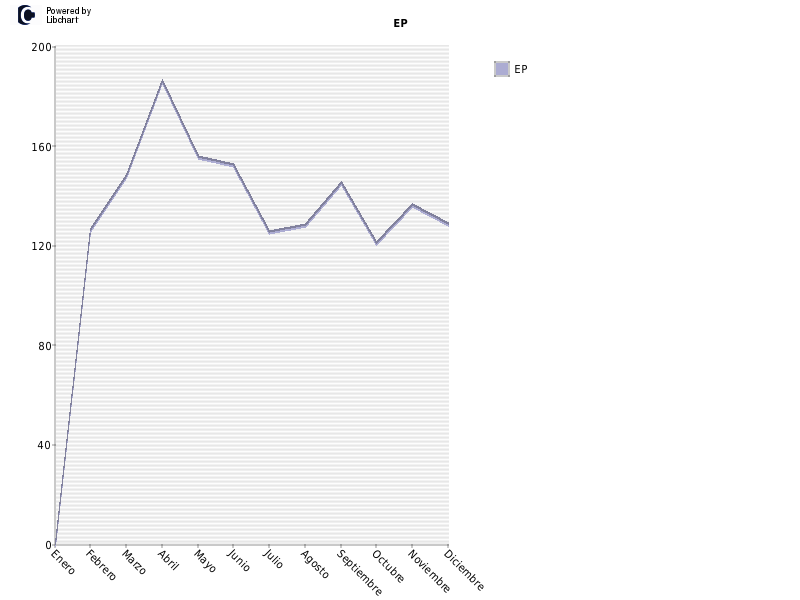 Powered by
Libchart
EP
200
160
120
80
40
0
EP
Enero
Febrero
Marzo
Abril
Mayo
Junio
Julio
Agosto
Septiembre
Octubre
Noviembre
Diciembre